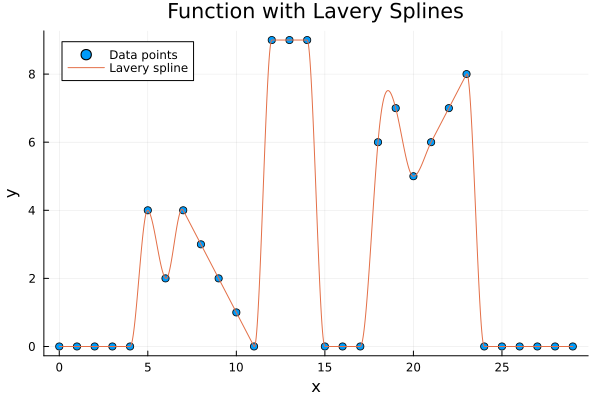 Function with Lavery Splines
Data points
Lavery spline
8
6
4
2
0
y
0 5 10 15 20 25
x